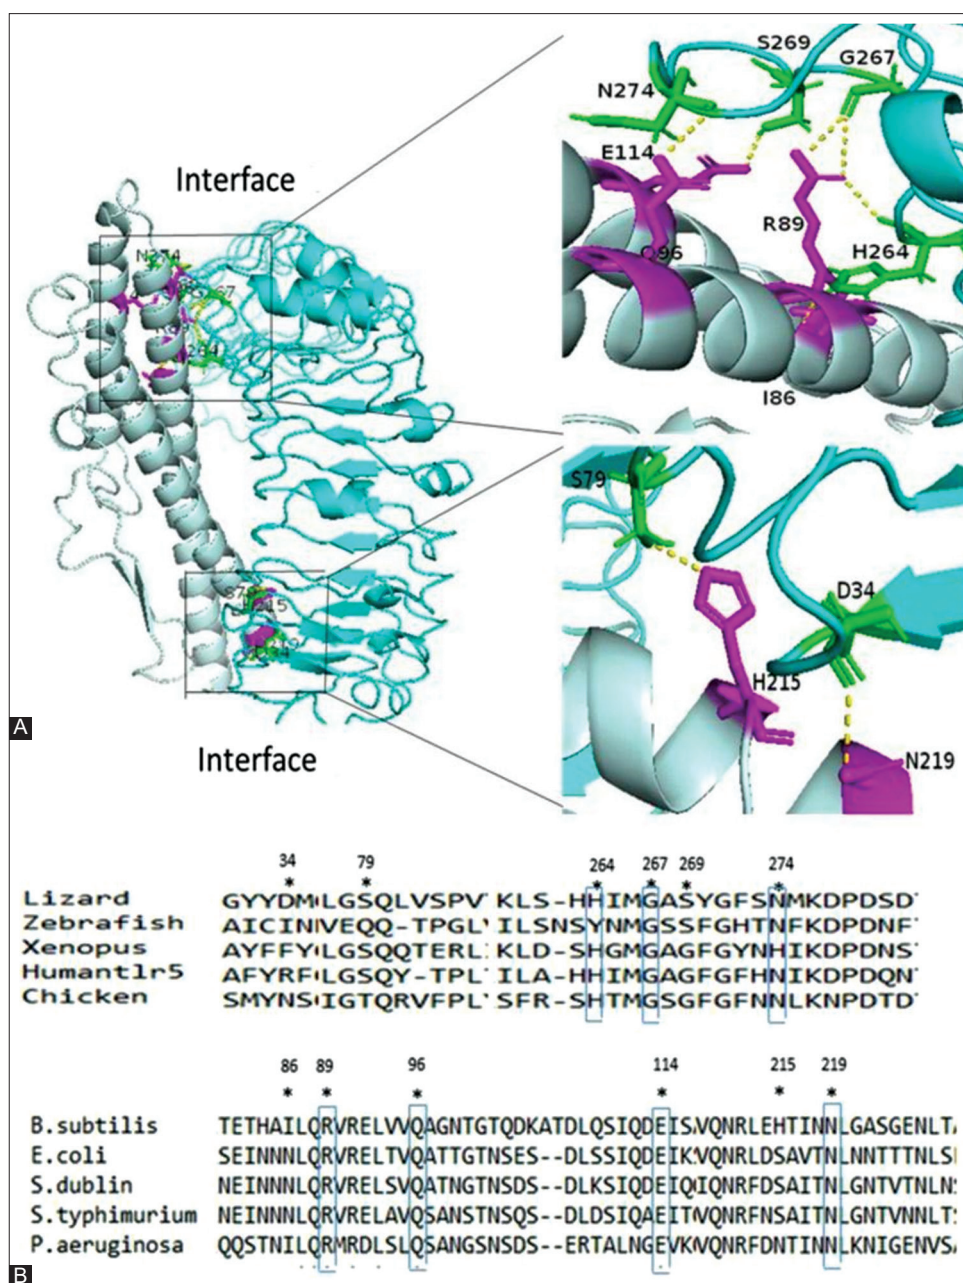 Interface
N274
S269
G267
E114
R89
Q96
H264
I86
S79
D34
H215
N219
Interface
A
34 79 264 267 269 274
* * * * * *
Lizard GYYDM LGSQLVSPV KLS-HHIMGASYGFSNMKDPDSD
Zebrafish AICINIVEQQ-TPGL ILSNSYNMGSSFGHTNFKDPDNF
Xenopus AYFFY LGSQQTERL KLD-SHGMGAGFGYNHIKDPDNS
Humantlr5 AFYRF LGSQY-TPL ILA-HHIMGAGFGFSNIKDPDQN
Chicken SMYNS IGTQRVFPL SFR-SHTMGSGFGFNNLKNPDTD
86 89 96 114 215 219
* * * * * *
B.subtilis TETHAILQRVRELVVQAGNTGTQDKATDLQSIQDEIS VQNRLEHTINNLGASGENLT
E.coli SEINNNLQRVRELTVQATTGTNSES--DLSSIQDEIK VQNRLDSAVTNLNNTTTNLS
S.dublin NEINNNLQRVRELSVQATNGTNSDS--DLKSIQDEIQ IQNRFDSAITNLGNTVTNLN
S.typhimurium NEINNNLQRVRELAVQSANSTNSQS--DLDSIQAEIT VQNRFNSAITNLGNTVNNLT
P.aeruginosa QQSTNILQRMRDLSLQSANGSNSDS--ERTALNGEVK VQNRFDNTINNLKNIGENVS
B